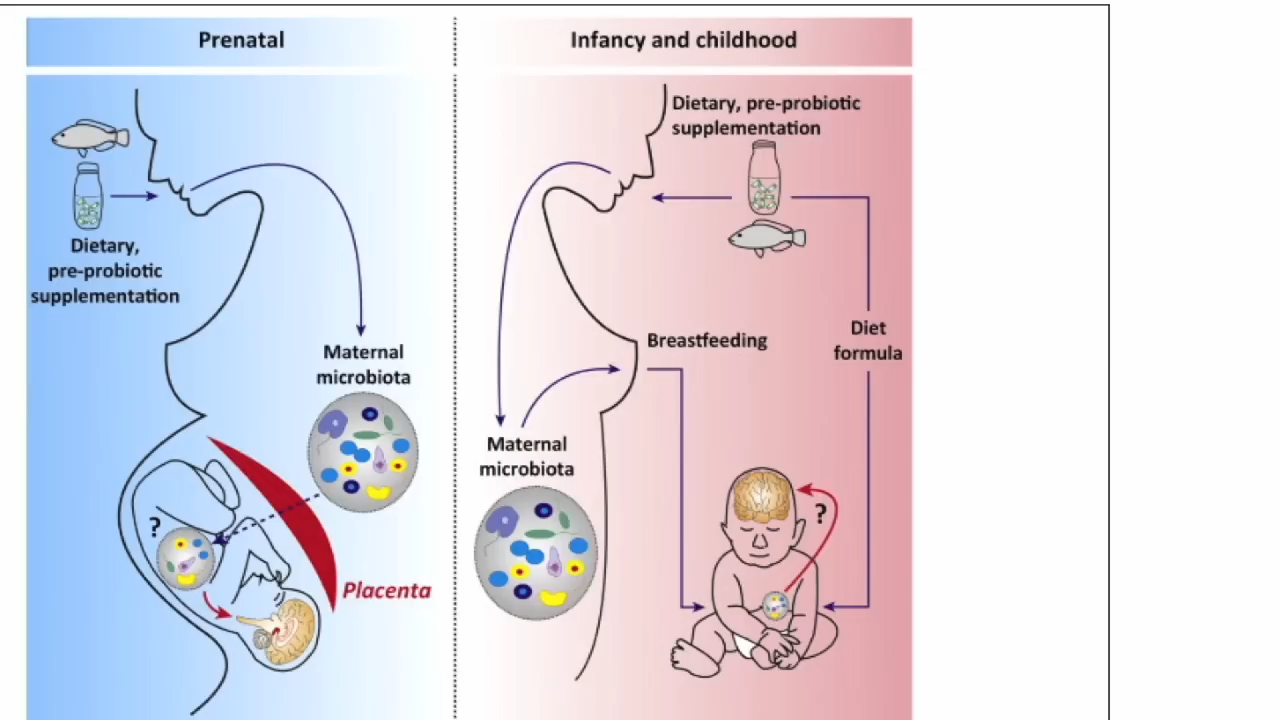 Prenatal
Dietary,
pre-probiotic
supplementation
Maternal
microbiota
?
Placenta
Infancy and childhood
Dietary, pre-probiotic
supplementation
Breastfeeding
Diet
formula
Maternal
microbiota
?